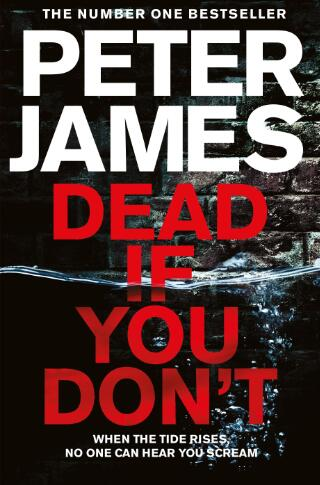 THE NUMBER ONE BESTSELLER
PETER
JAMES
DEAD
IF
YOU
DON'T
WHEN THE TIDE RISES,
NO ONE CAN HEAR YOU SCREAM